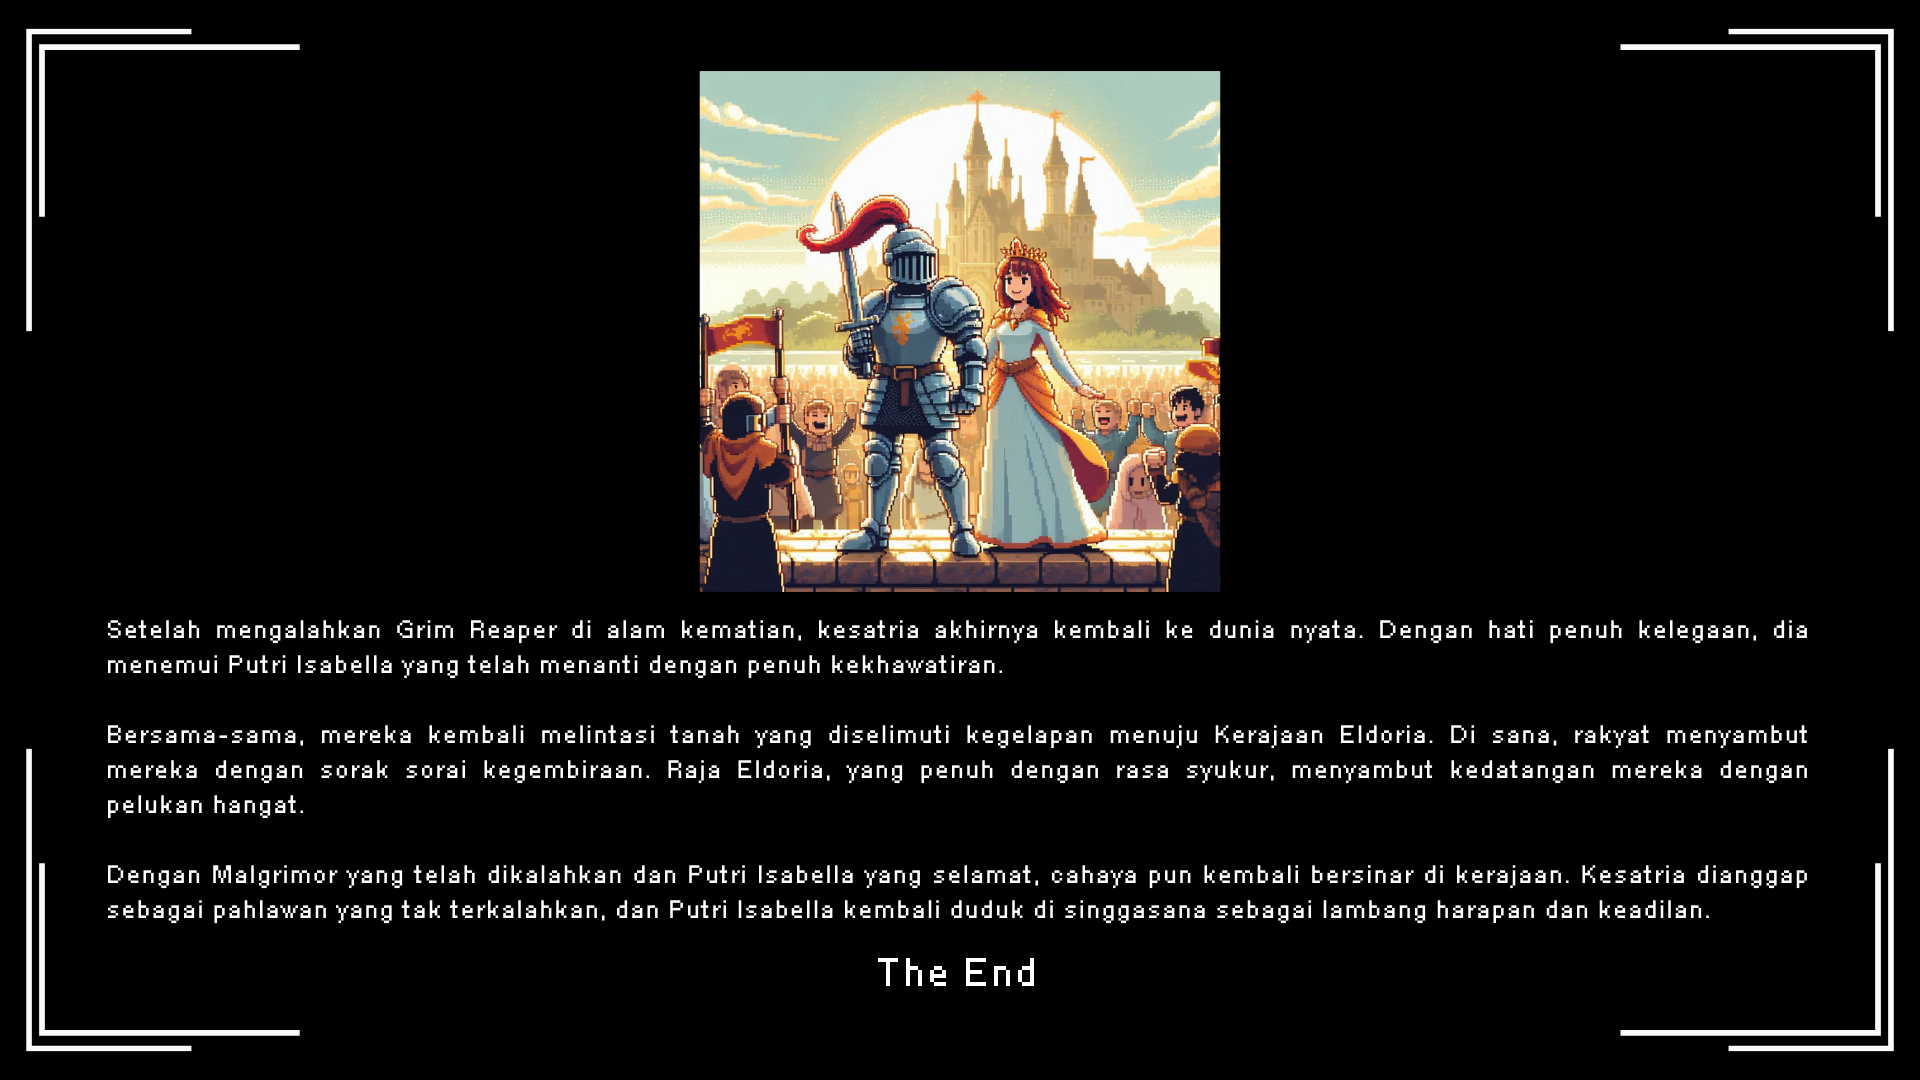 Setelah mengalahkan Grim Reaper di alam kematian, kesatria akhirnya kembali ke dunia nyata. Dengan hati penuh kelegaan, dia
menemui Putri Isabella yang telah menanti dengan penuh kekhawatiran.
Bersama-sama, mereka kembali melintasi tanah yang diselimuti kegelapan menuju Kerajaan Eldoria. Di sana, rakyat menyambut
mereka dengan sorak sorai kegembiraan. Raja Eldoria, yang penuh dengan rasa syukur, menyambut kedatangan mereka dengan
pelukan hangat.
Dengan Malgrimor yang telah dikalahkan dan Putri Isabella yang selamat, cahaya pun kembali bersinar di kerajaan. Kesatria dianggap
sebagai pahlawan yang tak terkalahkan, dan Putri Isabella kembali duduk di singgasana sebagai lambang harapan dan keadilan.
The End